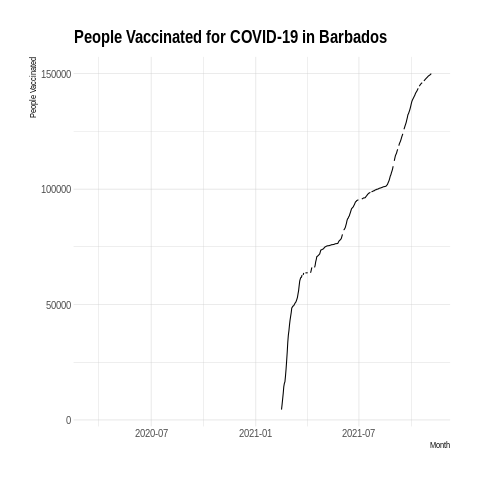 People Vaccinated for COVID-19 in Barbados
People Vaccinated
150000
100000
50000
0
2020-07 2021-01 2021-07
Month